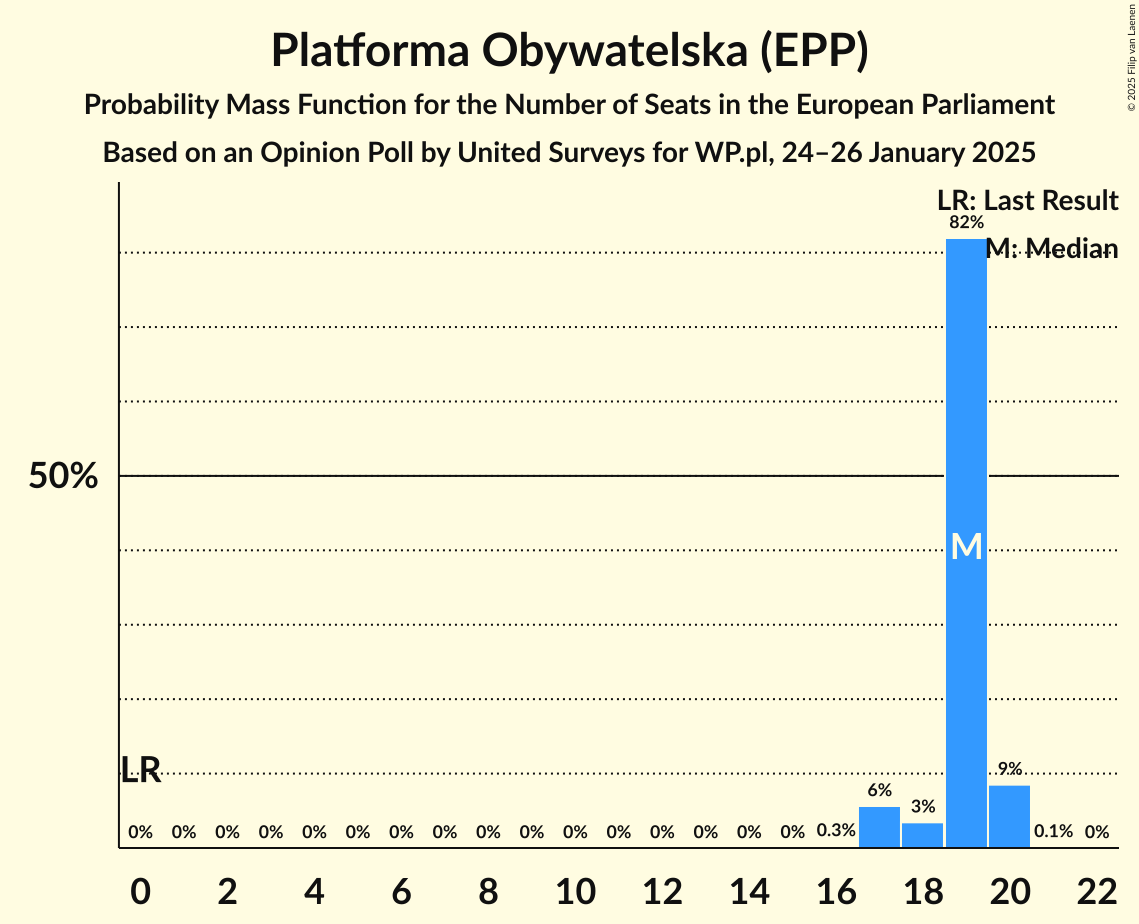 Platforma Obywatelska (EPP)
Probability Mass Function for the Number of Seats in the European Parliament
Based on an Opinion Poll by United Surveys for WP.pl, 24–26 January 2025
© 2025 Filip van Laenen
LR: Last Result
82%
M: Median
50%
M
LR
9%
6%
3%
0% 0% 0% 0% 0% 0% 0% 0% 0% 0% 0% 0% 0% 0% 0% 0% 0.3% 0.1% 0%
0 2 4 6 8 10 12 14 16 18 20 22